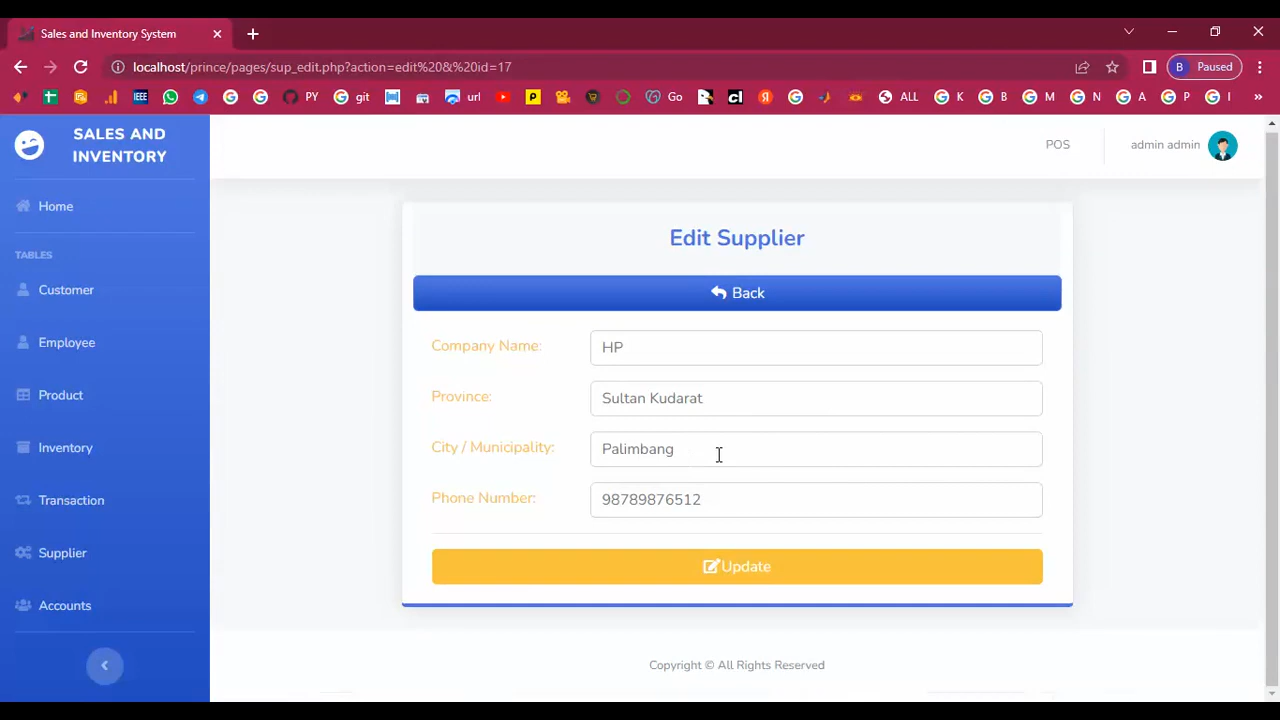 Sales and Inventory System
localhost/prince/pages/sup_edit.php?action=edit%20&%20id=17
B Paused
IEEE
PY
git
url
Go
ALL
K
B
M
N
A
P
I
SALES AND
INVENTORY
POS
admin admin
Home
TABLES
Customer
Employee
Product
Inventory
Transaction
Supplier
Accounts
Edit Supplier
Back
Company Name: HP
Province: Sultan Kudarat
City / Municipality: Palimbang
Phone Number: 98789876512
Update
Copyright © All Rights Reserved